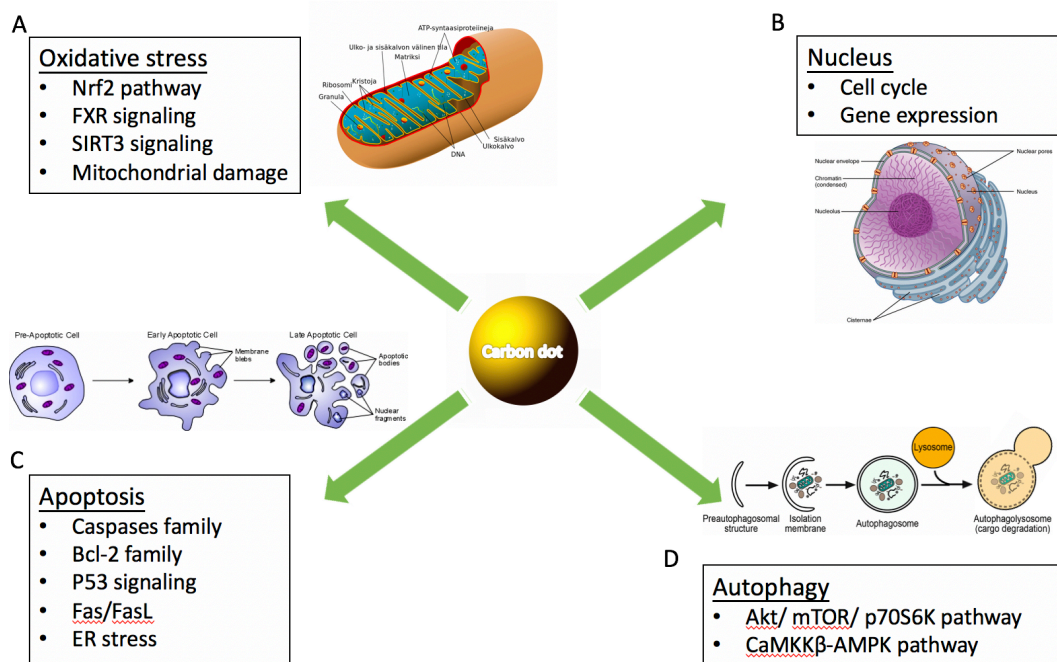 A
Oxidative stress
• Nrf2 pathway
• FXR signaling
• SIRT3 signaling
• Mitochondrial damage
ATP-syntaasiproteiineja
Ulko- ja sisäkalvon välinen tila
Matriksi
Kristoja
Ribosomi
Granula
Sisäkalvo
Ulkokalvo
DNA
B
Nucleus
• Cell cycle
• Gene expression
Nuclear pores
Nuclear envelope
Chromatin
(condensed)
Nucleus
Nucleolus
Cisternae
Carbon dot
Pre-Apoptotic Cell
Early Apoptotic Cell
Late Apoptotic Cell
Membrane
blebs
Apoptotic
bodies
Nuclear
fragments
C
Apoptosis
• Caspases family
• Bcl-2 family
• P53 signaling
• Fas/FasL
• ER stress
Lysosome
Preautophagosomal
structure
Isolation
membrane
Autophagosome
Autophagolysosome
(cargo degradation)
D
Autophagy
• Akt/ mTOR/ p70S6K pathway
• CaMKKβ-AMPK pathway